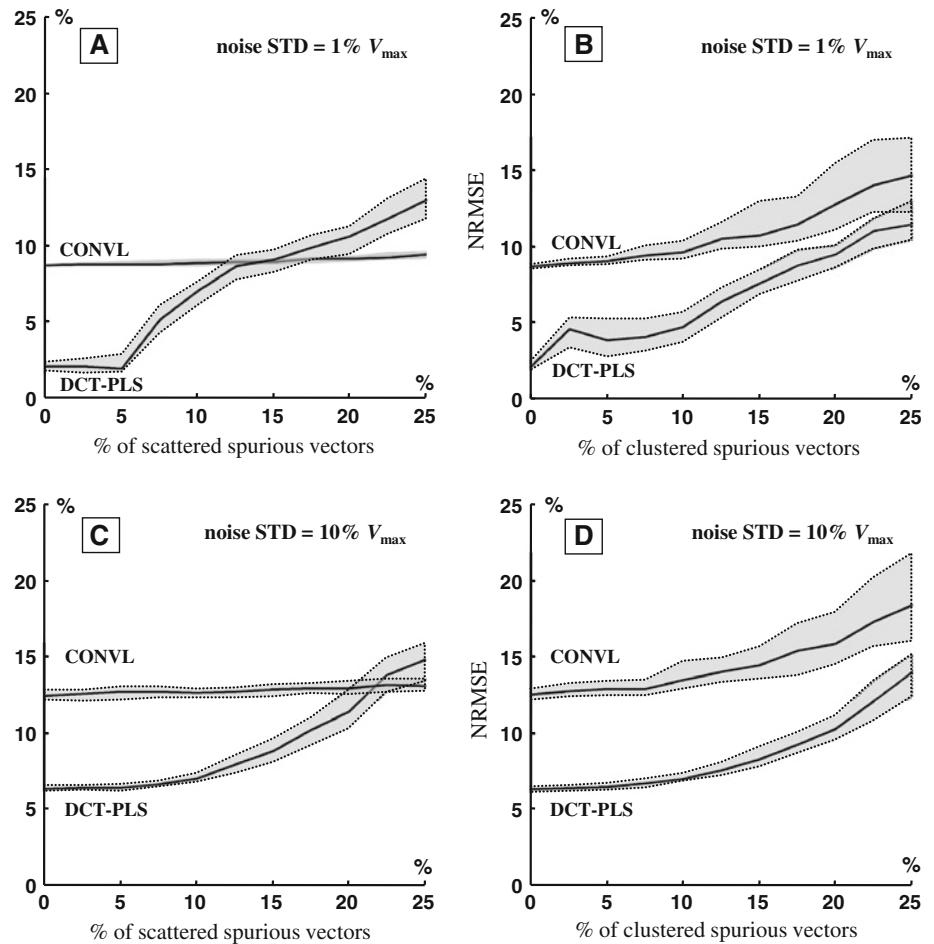 25 %
A
noise STD = 1% Vmax
20
15
10
5
0
CONVL
DCT-PLS
%
0 5 10 15 20 25
% of scattered spurious vectors
25 %
B
noise STD = 1% Vmax
20
15
10
5
0
NRMSE
CONVL
DCT-PLS
%
0 5 10 15 20 25
% of clustered spurious vectors
25 %
C
noise STD = 10% Vmax
20
15
10
5
0
CONVL
DCT-PLS
%
0 5 10 15 20 25
% of scattered spurious vectors
25 %
D
noise STD = 10% Vmax
20
15
10
5
0
NRMSE
CONVL
DCT-PLS
%
0 5 10 15 20 25
% of clustered spurious vectors